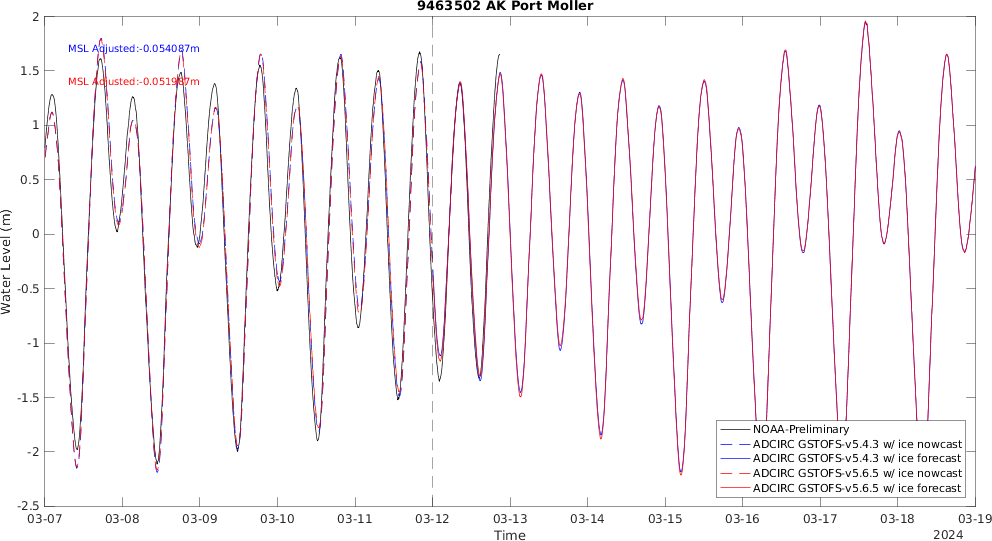 9463502 AK Port Moller
MSL Adjusted:-0.054087m
MSL Adjusted:-0.051987m
Water Level (m)
2
1.5
1
0.5
0
-0.5
-1
-1.5
-2
-2.5
NOAA-Preliminary
ADCIRC GSTOFS-v5.4.3 w/ ice nowcast
ADCIRC GSTOFS-v5.4.3 w/ ice forecast
ADCIRC GSTOFS-v5.6.5 w/ ice nowcast
ADCIRC GSTOFS-v5.6.5 w/ ice forecast
03-07 03-08 03-09 03-10 03-11 03-12 03-13 03-14 03-15 03-16 03-17 03-18 03-19
Time
2024